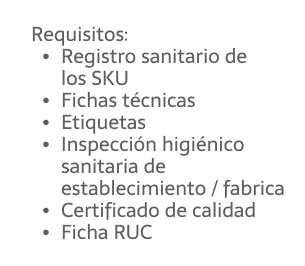 Requisitos:
• Registro sanitario de
los SKU
• Fichas técnicas
• Etiquetas
• Inspección higiénico
sanitaria de
establecimiento / fabrica
• Certificado de calidad
• Ficha RUC